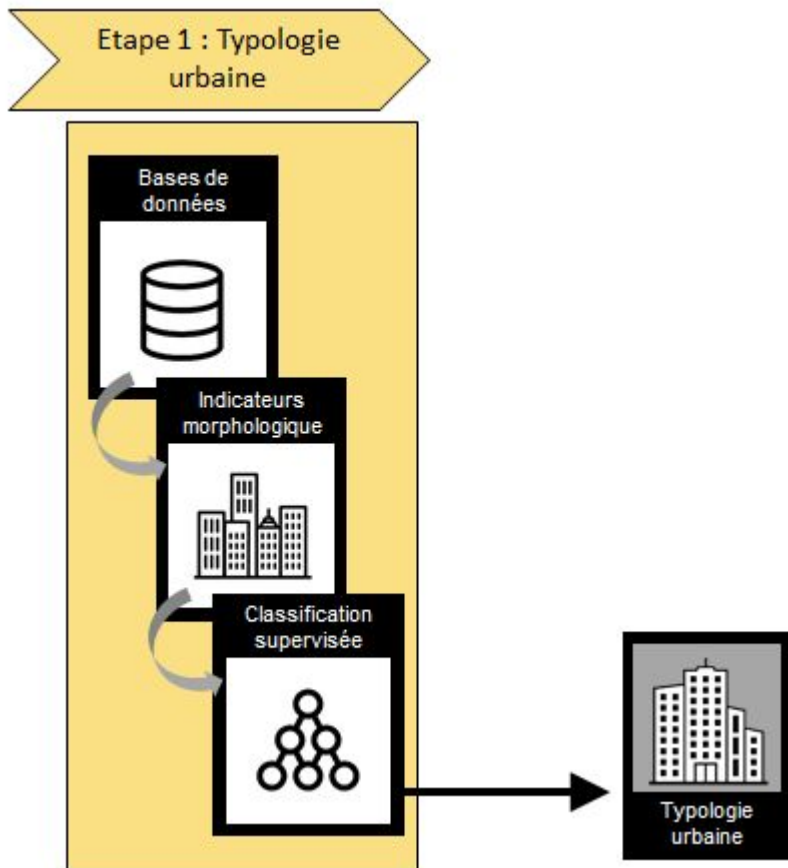 Etape 1 : Typologie
urbaine
Bases de
données
Indicateurs
morphologique
Classification
supervisée
Typologie
urbaine